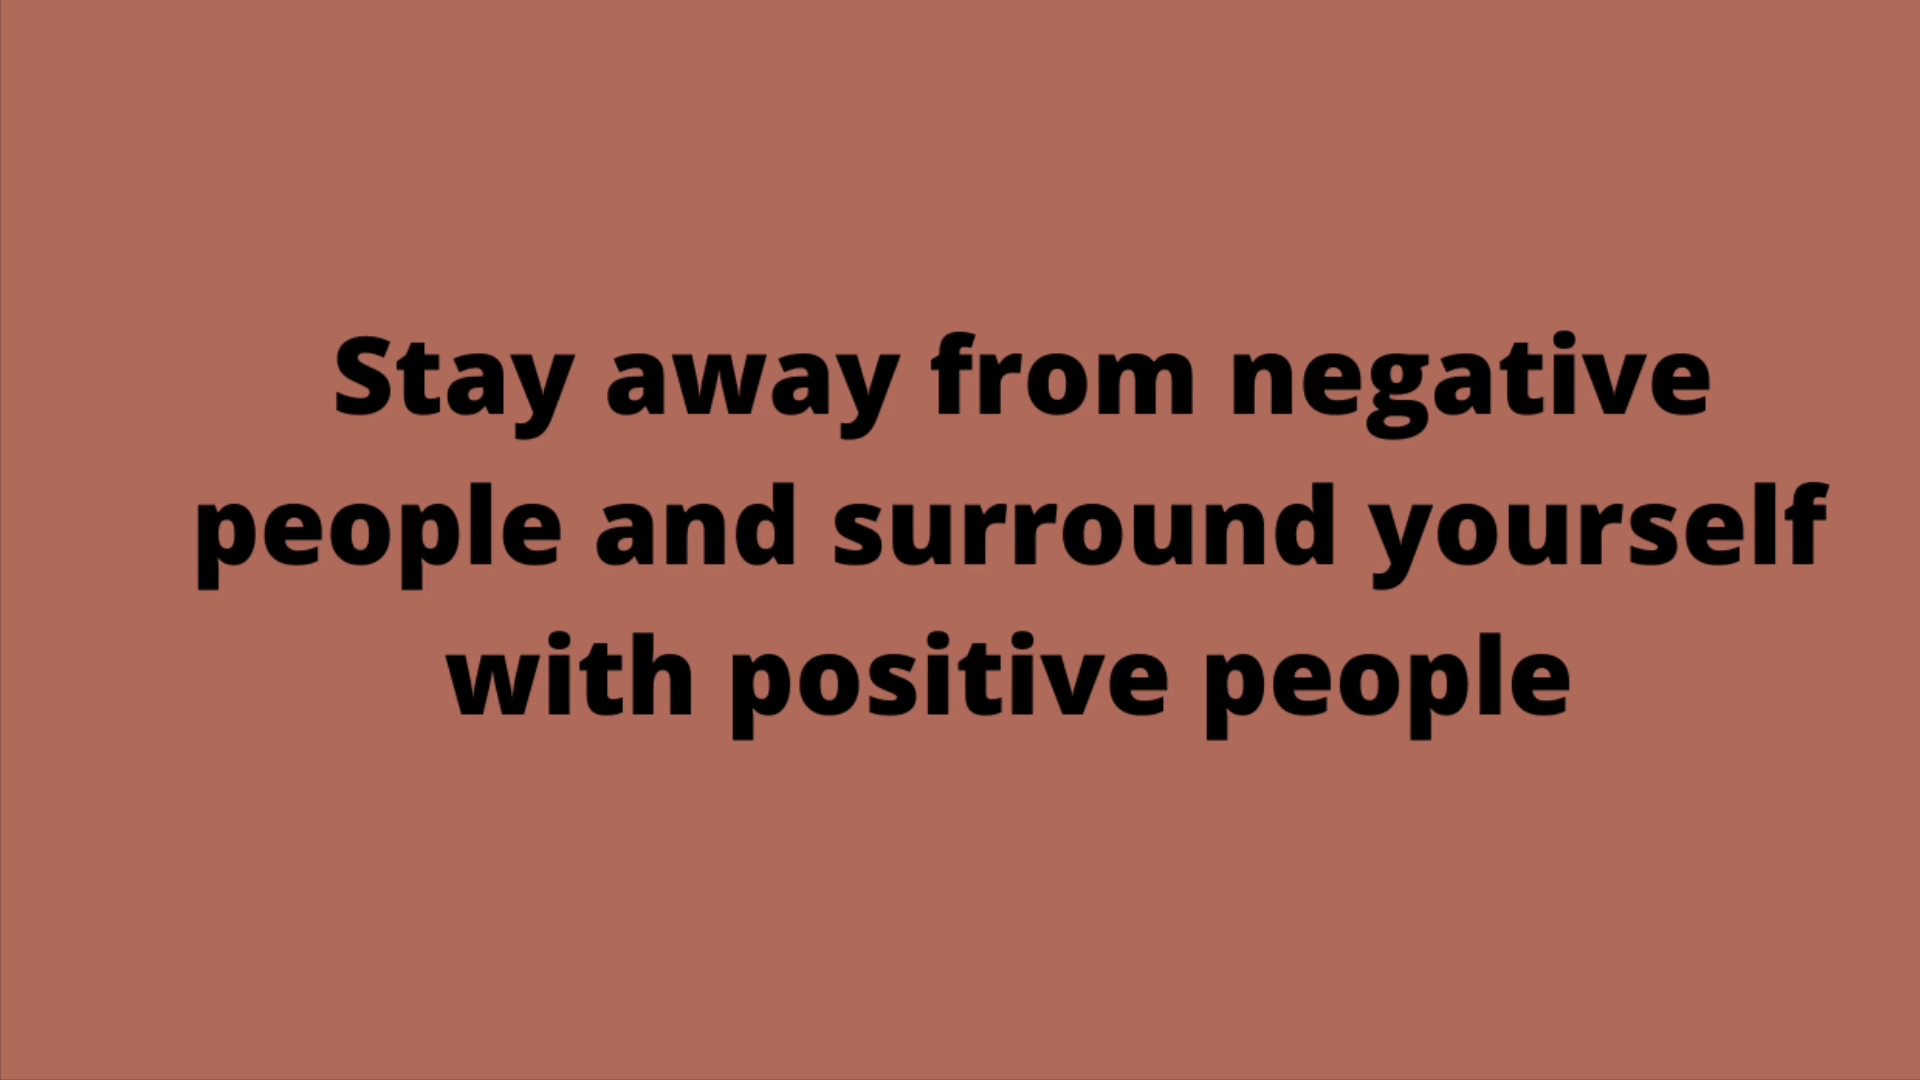 Stay away from negative
people and surround yourself
with positive people